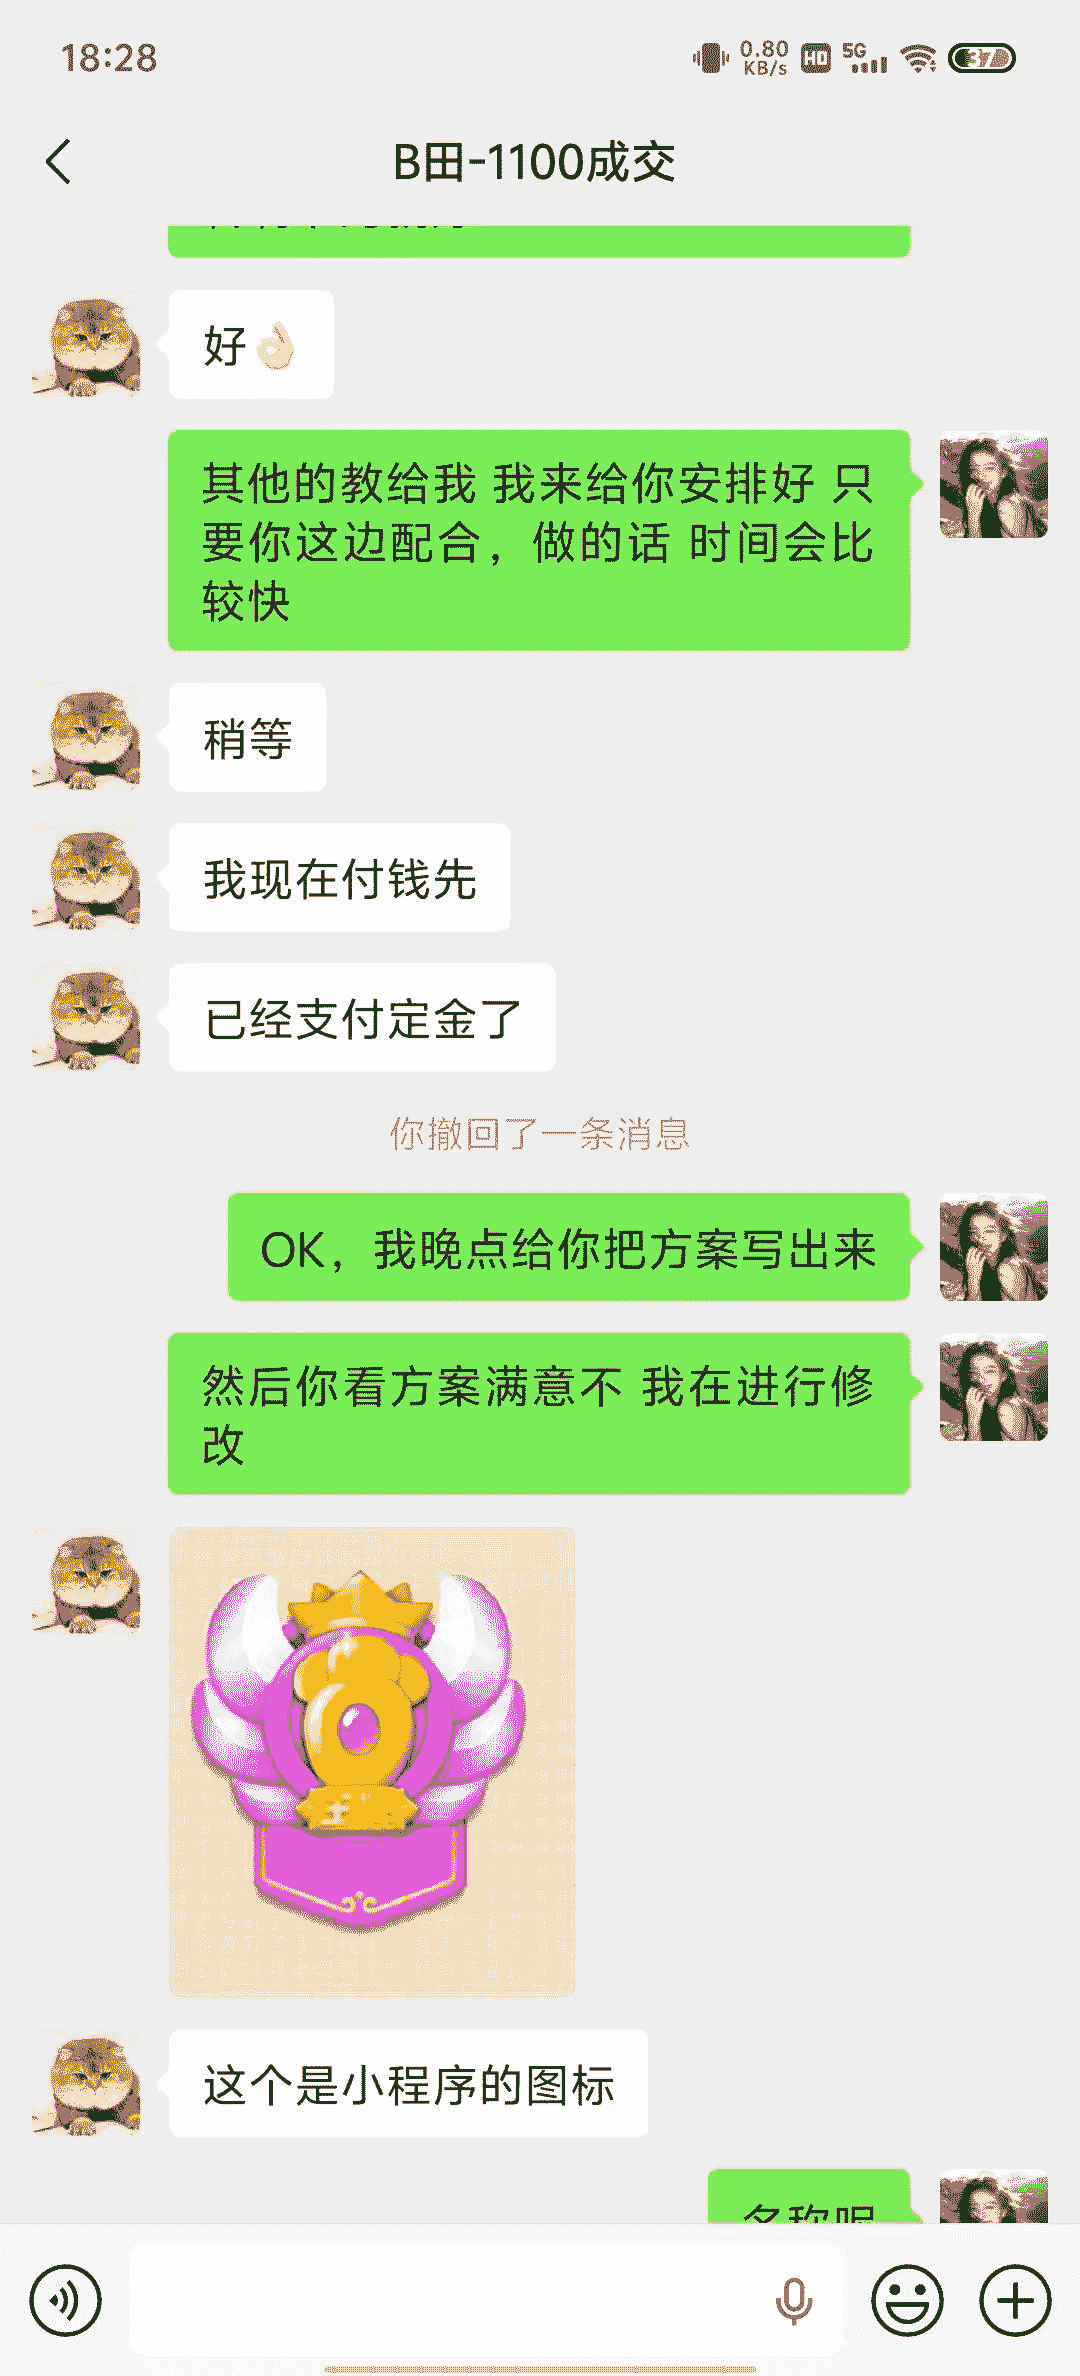 18:28
0.80
KB/s
HD
5G
37
B田-1100成交
好👌🏻
其他的教给我 我来给你安排好 只
要你这边配合，做的话 时间会比
较快
稍等
我现在付钱先
已经支付定金了
你撤回了一条消息
OK，我晚点给你把方案写出来
然后你看方案满意不 我在进行修
改
这个是小程序的图标
名称呢